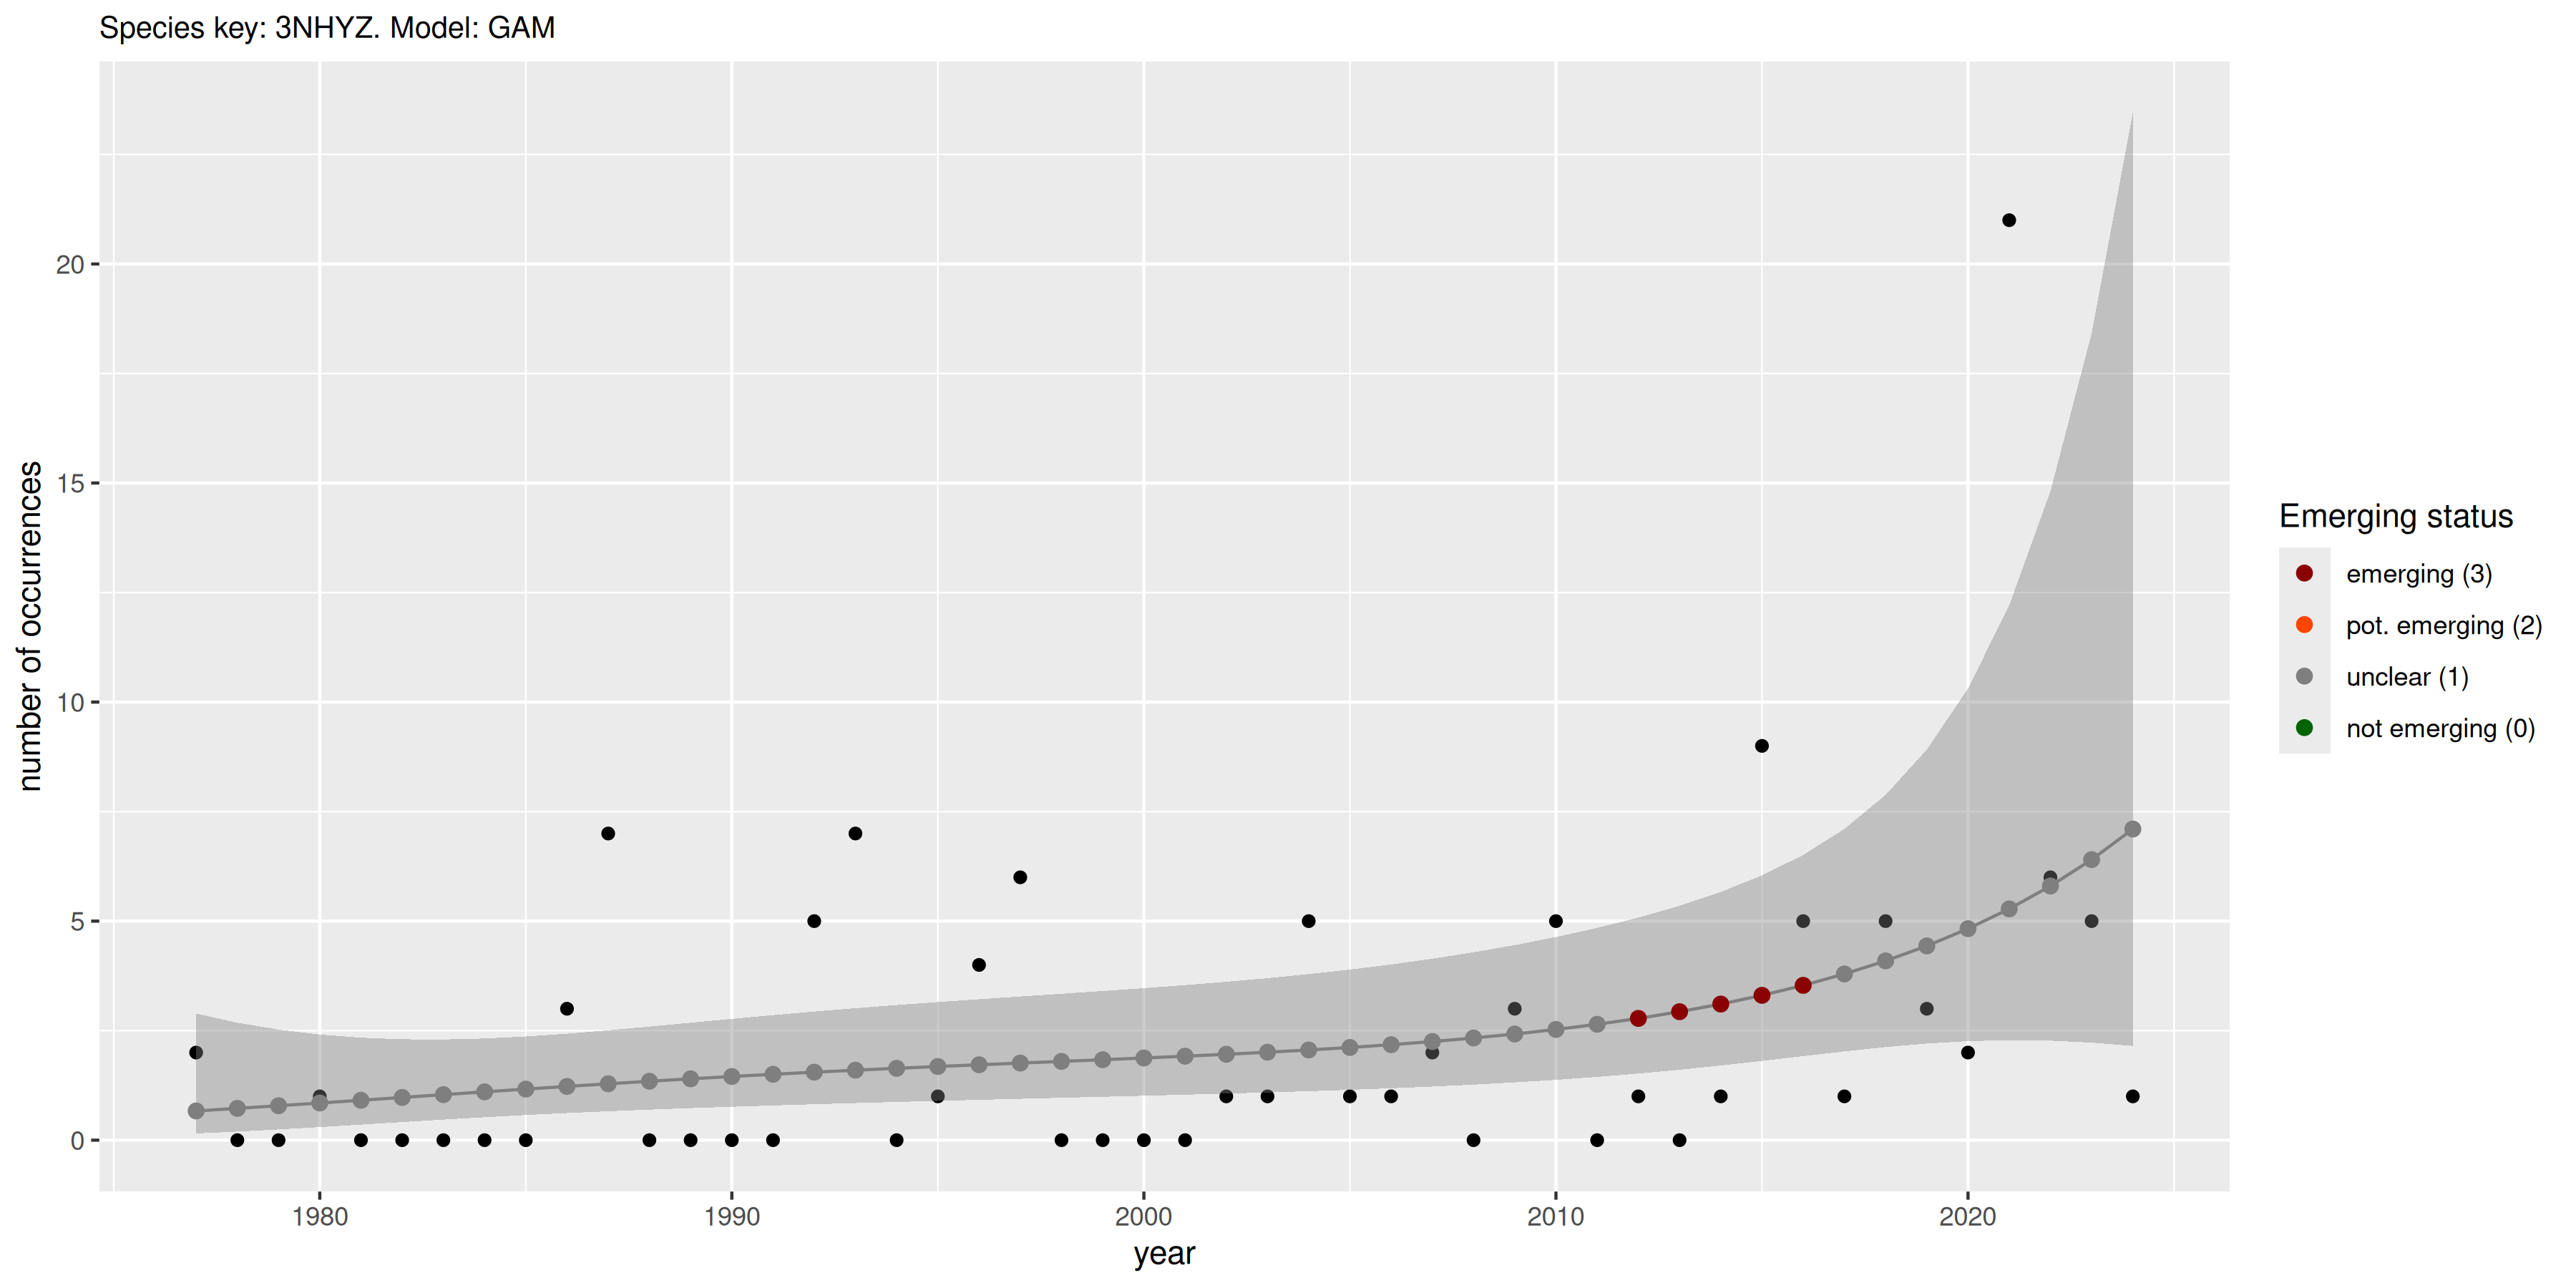 Species key: 3NHYZ. Model: GAM
number of occurrences
20
15
10
5
0
1980
1990
2000
2010
2020
year
Emerging status
emerging (3)
pot. emerging (2)
unclear (1)
not emerging (0)